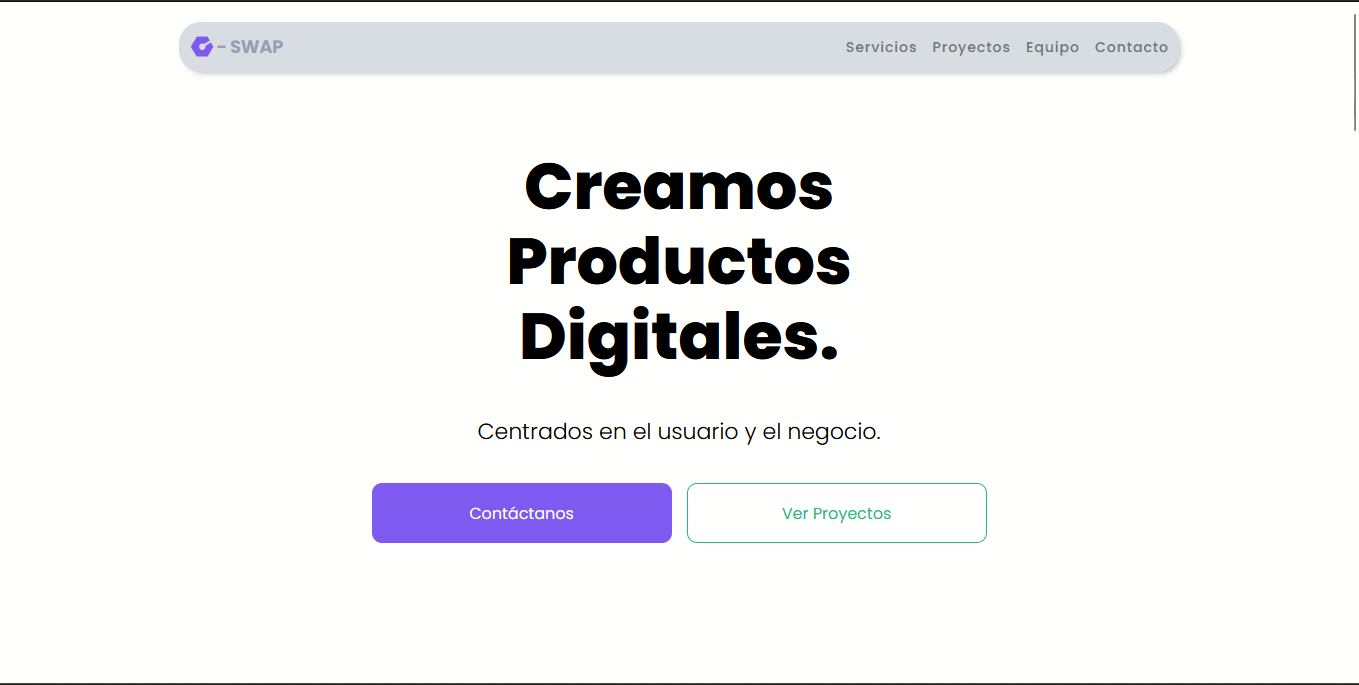 - SWAP
Servicios Proyectos Equipo Contacto
Creamos
Productos
Digitales.
Centrados en el usuario y el negocio.
Contáctanos
Ver Proyectos